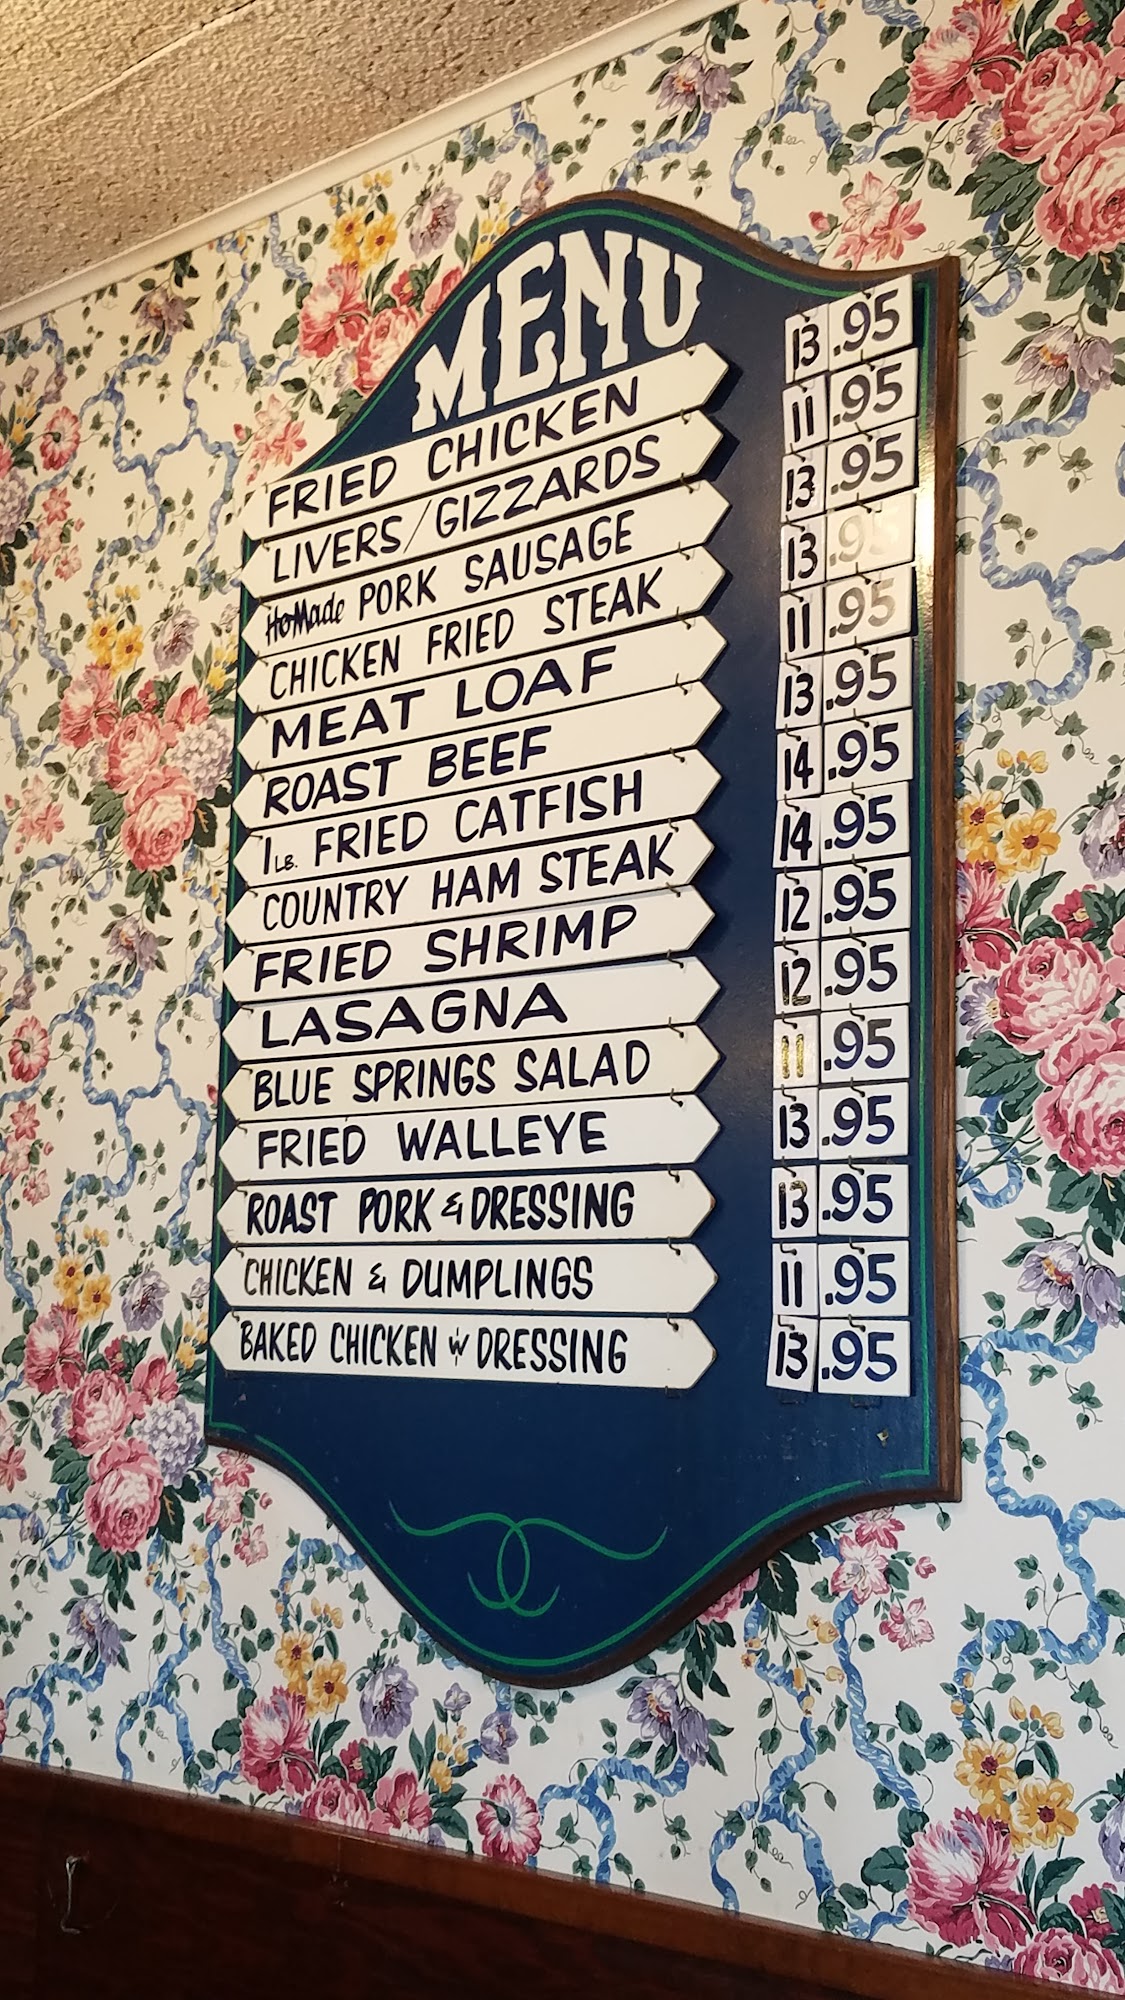 MENU
FRIED CHICKEN 13.95
LIVERS/GIZZARDS 11.95
HoMade PORK SAUSAGE 13.95
CHICKEN FRIED STEAK 13.95
MEAT LOAF 11.95
ROAST BEEF 13.95
1 LB. FRIED CATFISH 14.95
COUNTRY HAM STEAK 14.95
FRIED SHRIMP 12.95
LASAGNA 12.95
BLUE SPRINGS SALAD 11.95
FRIED WALLEYE 13.95
ROAST PORK & DRESSING 13.95
CHICKEN & DUMPLINGS 11.95
BAKED CHICKEN W/ DRESSING 13.95